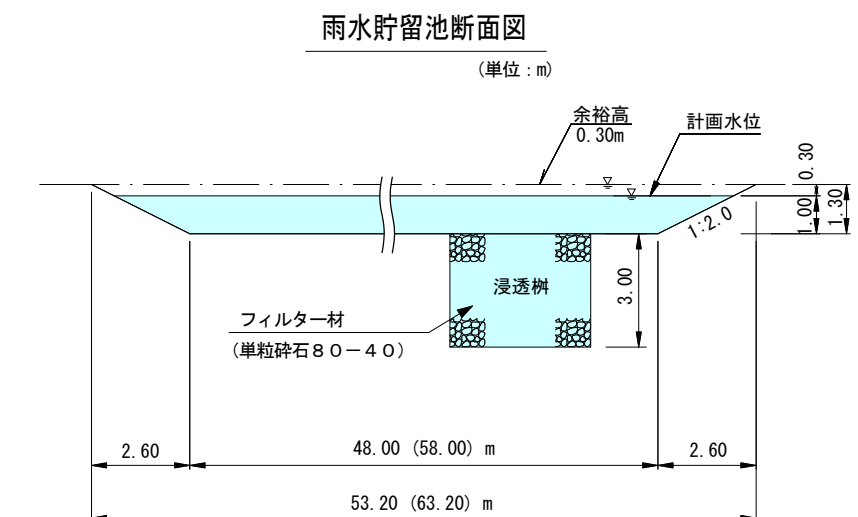 雨水貯留池断面図
(単位：m)
余裕高
0.30m
計画水位
0.30
1.00
1.30
1:2.0
浸透桝
3.00
フィルター材
(単粒砕石８０－４０)
2.60
48.00 (58.00) m
2.60
53.20 (63.20) m